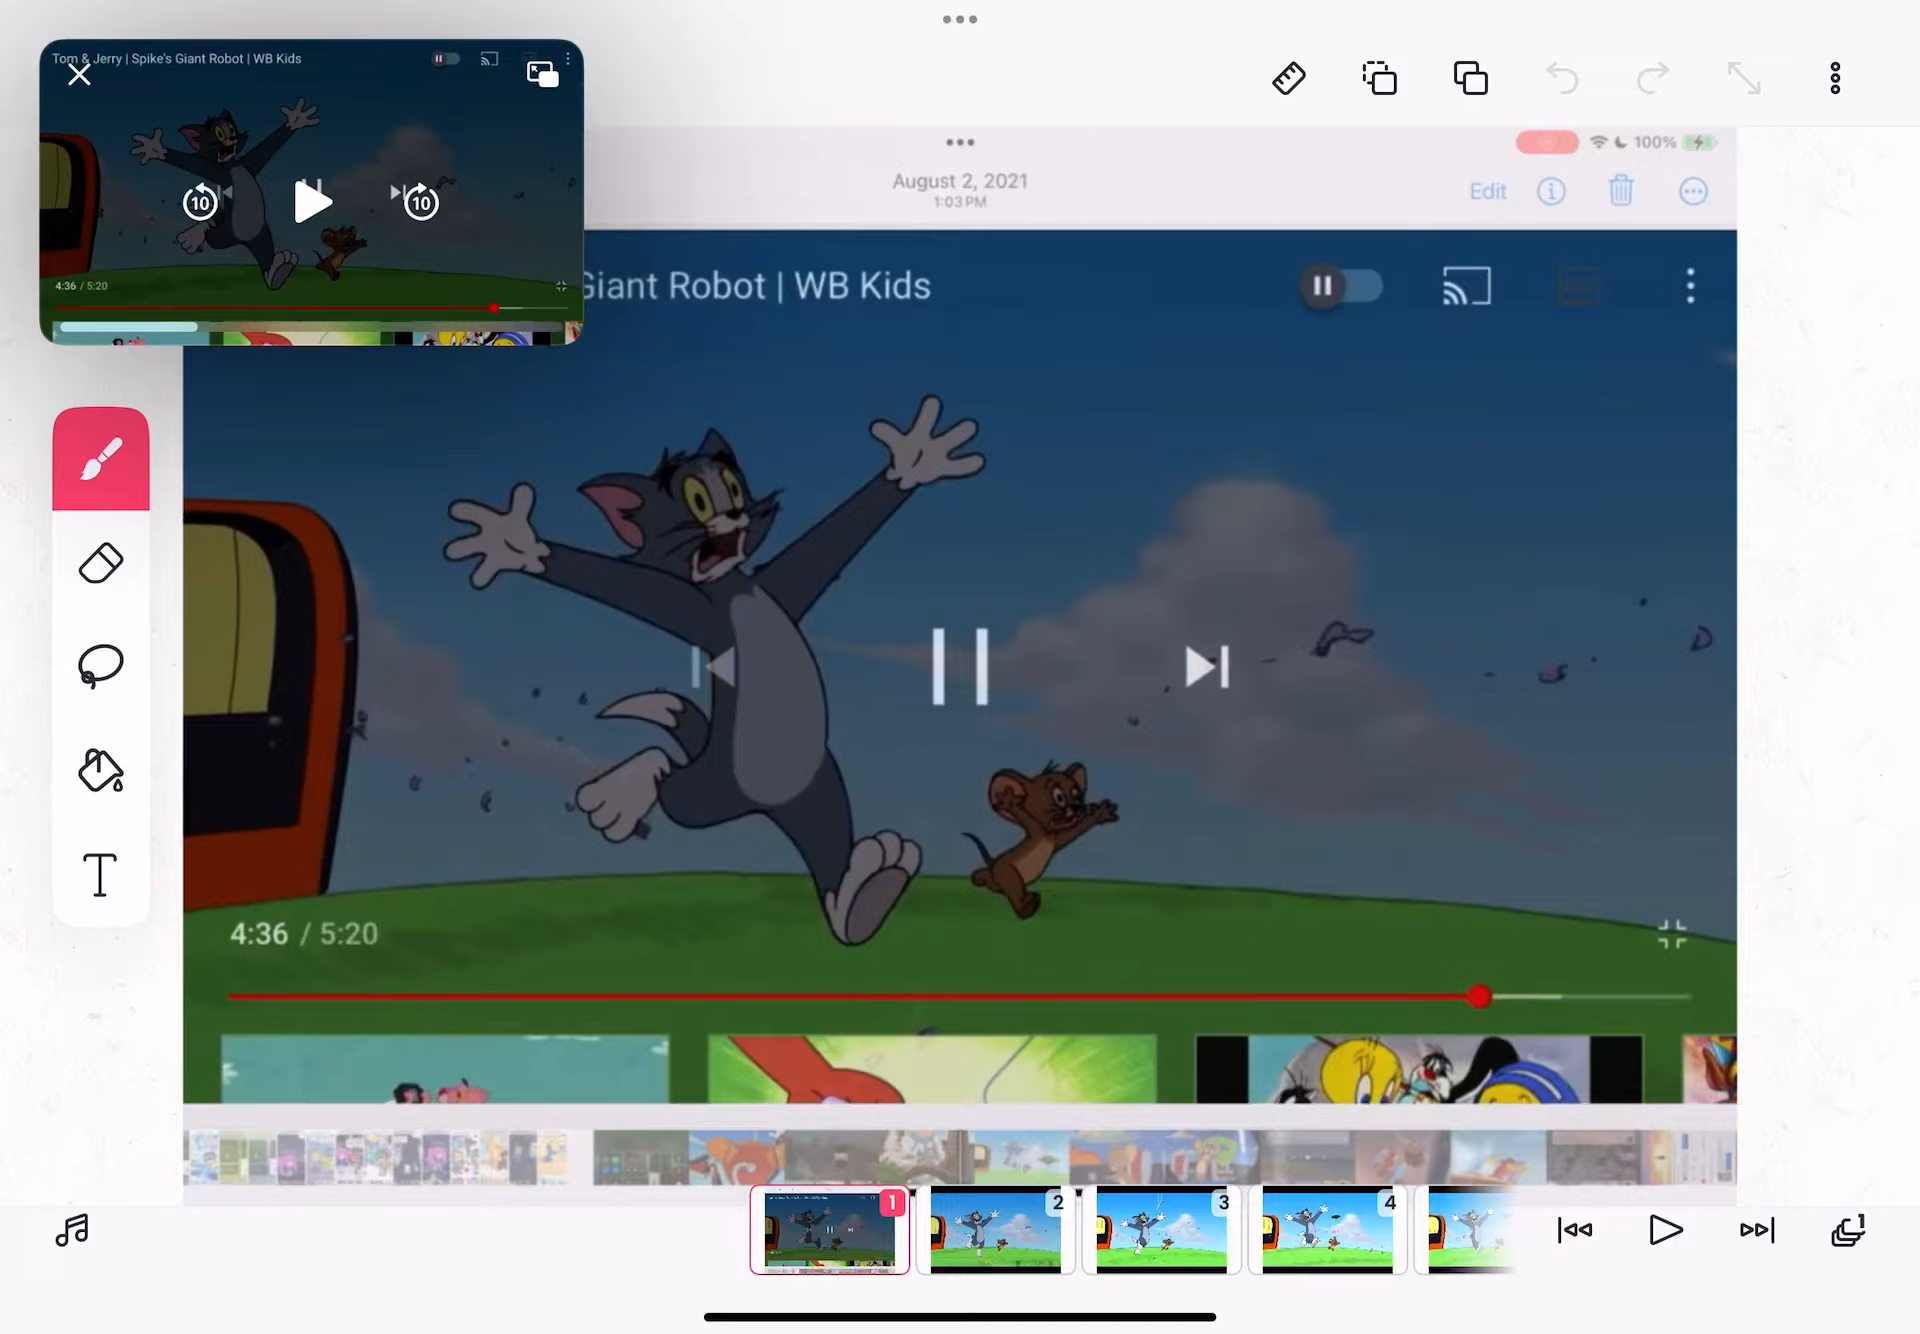 Tom & Jerry | Spike's Giant Robot | WB Kids
10
10
4:36 / 5:20
100%
August 2, 2021
1:03 PM
Edit
Giant Robot | WB Kids
4:36 / 5:20
T
1
2
3
4